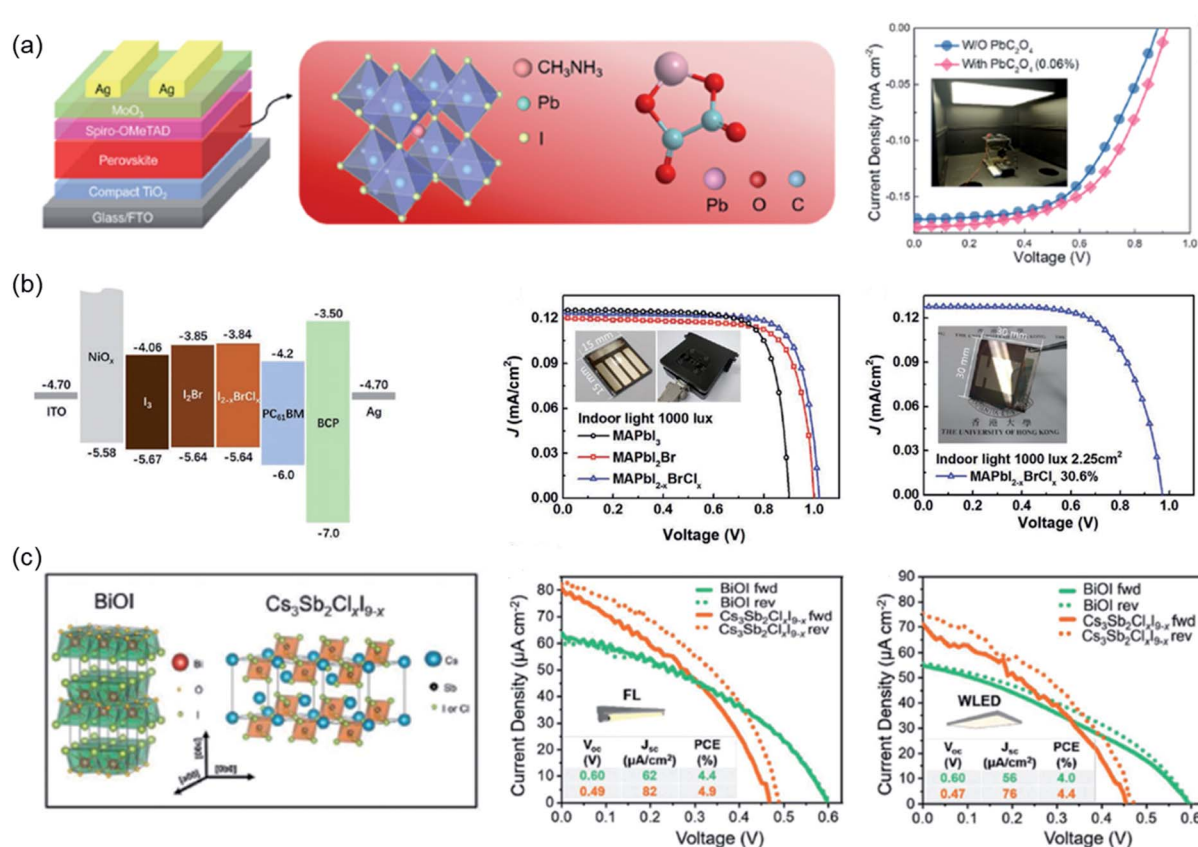 (a)
Ag
Ag
MoO₃
Spiro-OMeTAD
Perovskite
Compact TiO₂
Glass/FTO
CH₃NH₃
Pb
I
Pb
O
C
W/O PbC₂O₄
With PbC₂O₄ (0.06%)
Current Density (mA cm⁻²)
0.00
-0.05
-0.10
-0.15
0.0 0.2 0.4 0.6 0.8 1.0
Voltage (V)
(b)
-4.70
ITO
NiOₓ
-5.58
-4.06
I₃
-5.67
-3.85
I₂Br
-5.64
-3.84
I₂₋ₓBrClₓ
-5.64
-4.2
PC₆₁BM
-6.0
-3.50
BCP
-7.0
-4.70
Ag
J (mA/cm²)
0.12
0.09
0.06
0.03
0.00
15 mm
15 mm
Indoor light 1000 lux
MAPbI₃
MAPbI₂Br
MAPbI₂₋ₓBrClₓ
0.0 0.2 0.4 0.6 0.8 1.0
Voltage (V)
J (mA/cm²)
0.12
0.09
0.06
0.03
0.00
30 mm
30 mm
香 港 大 學
THE UNIVERSITY OF HONG KONG
Indoor light 1000 lux 2.25cm²
MAPbI₂₋ₓBrClₓ 30.6%
0.0 0.2 0.4 0.6 0.8 1.0
Voltage (V)
(c)
BiOI
Bi
O
I
Cs₃Sb₂ClₓI₉₋ₓ
Cs
Sb
I or Cl
Current Density (µA cm⁻²)
80
70
60
50
40
30
20
10
0
BiOI fwd
BiOI rev
Cs₃Sb₂ClₓI₉₋ₓ fwd
Cs₃Sb₂ClₓI₉₋ₓ rev
FL
Vₒc Jₛc PCE
(V) (µA/cm²) (%)
0.60 62 4.4
0.49 82 4.9
0.0 0.1 0.2 0.3 0.4 0.5 0.6
Voltage (V)
Current Density (µA cm⁻²)
90
80
70
60
50
40
30
20
10
0
BiOI fwd
BiOI rev
Cs₃Sb₂ClₓI₉₋ₓ fwd
Cs₃Sb₂ClₓI₉₋ₓ rev
WLED
Vₒc Jₛc PCE
(V) (µA/cm²) (%)
0.60 56 4.0
0.47 76 4.4
0.0 0.1 0.2 0.3 0.4 0.5 0.6
Voltage (V)